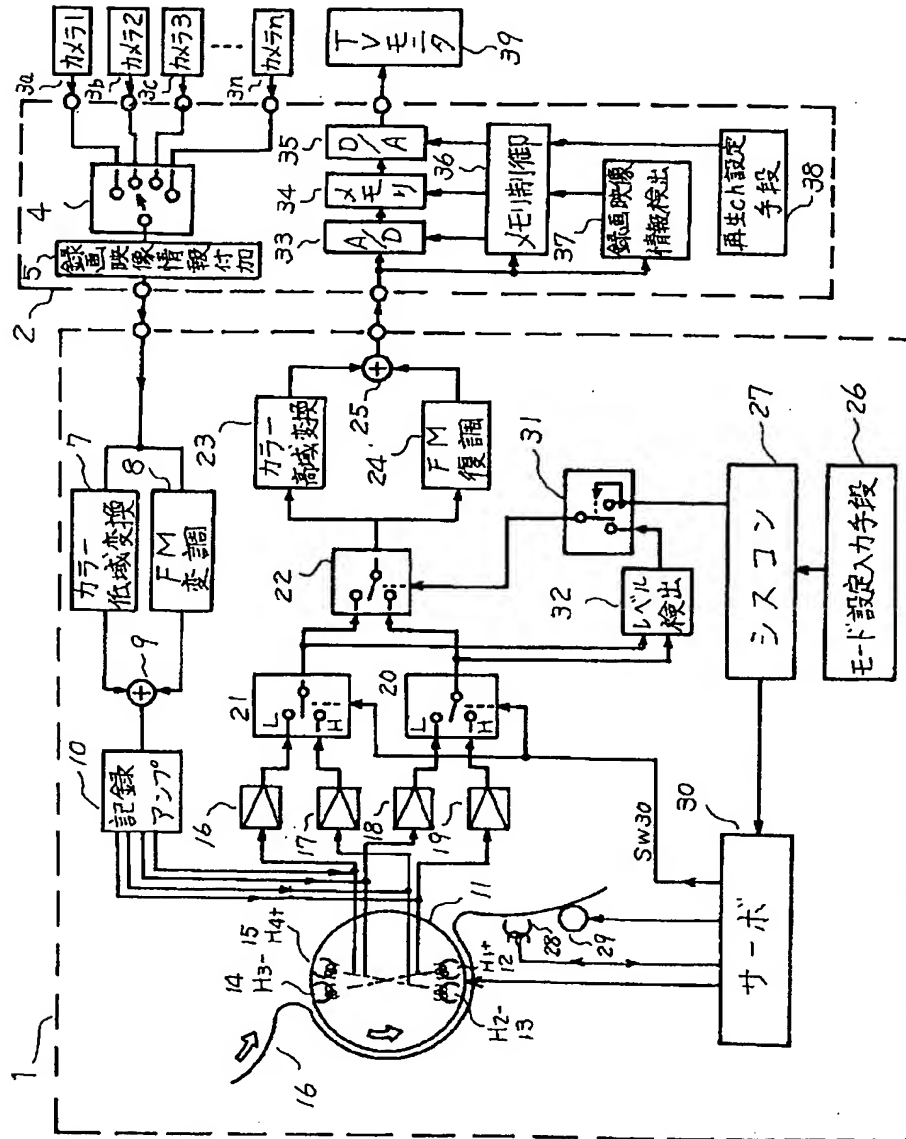 カメラ1
カメラ2
カメラ3
カメラn
3a
3b
3c
3n
4
5
録画映像情報付加
2
TVモニタ
39
35
D/A
34
メモリ
33
A/D
36
メモリ制御
37
録画映像
情報検出
再生ch設定
手段
38
7
カラー
低域変換
8
FM
変調
9
10
記録
アンプ
23
カラー
高域変換
25
24
FM
復調
22
31
32
レベル
検出
27
シスコン
26
モード設定入力手段
21
L
H
20
L
H
16
17
18
19
SW30
30
サーボ
11
15
H4+
14
H3-
H1+
12
H2-
13
28
29
16
1